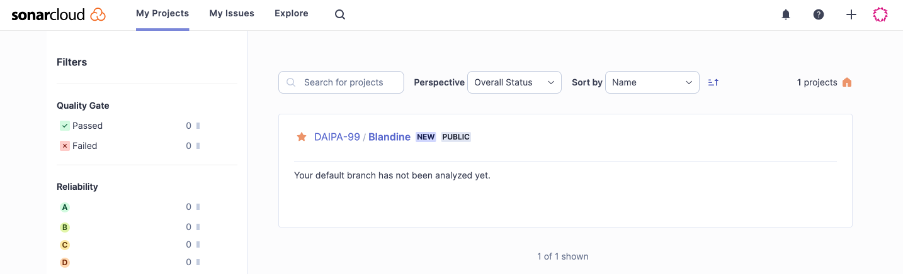 sonarcloud My Projects My Issues Explore
Filters
Search for projects Perspective Overall Status Sort by Name 1 projects
Quality Gate
Passed 0
Failed 0
Reliability
A 0
B 0
C 0
D 0
DAIPA-99 / Blandine NEW PUBLIC
Your default branch has not been analyzed yet.
1 of 1 shown